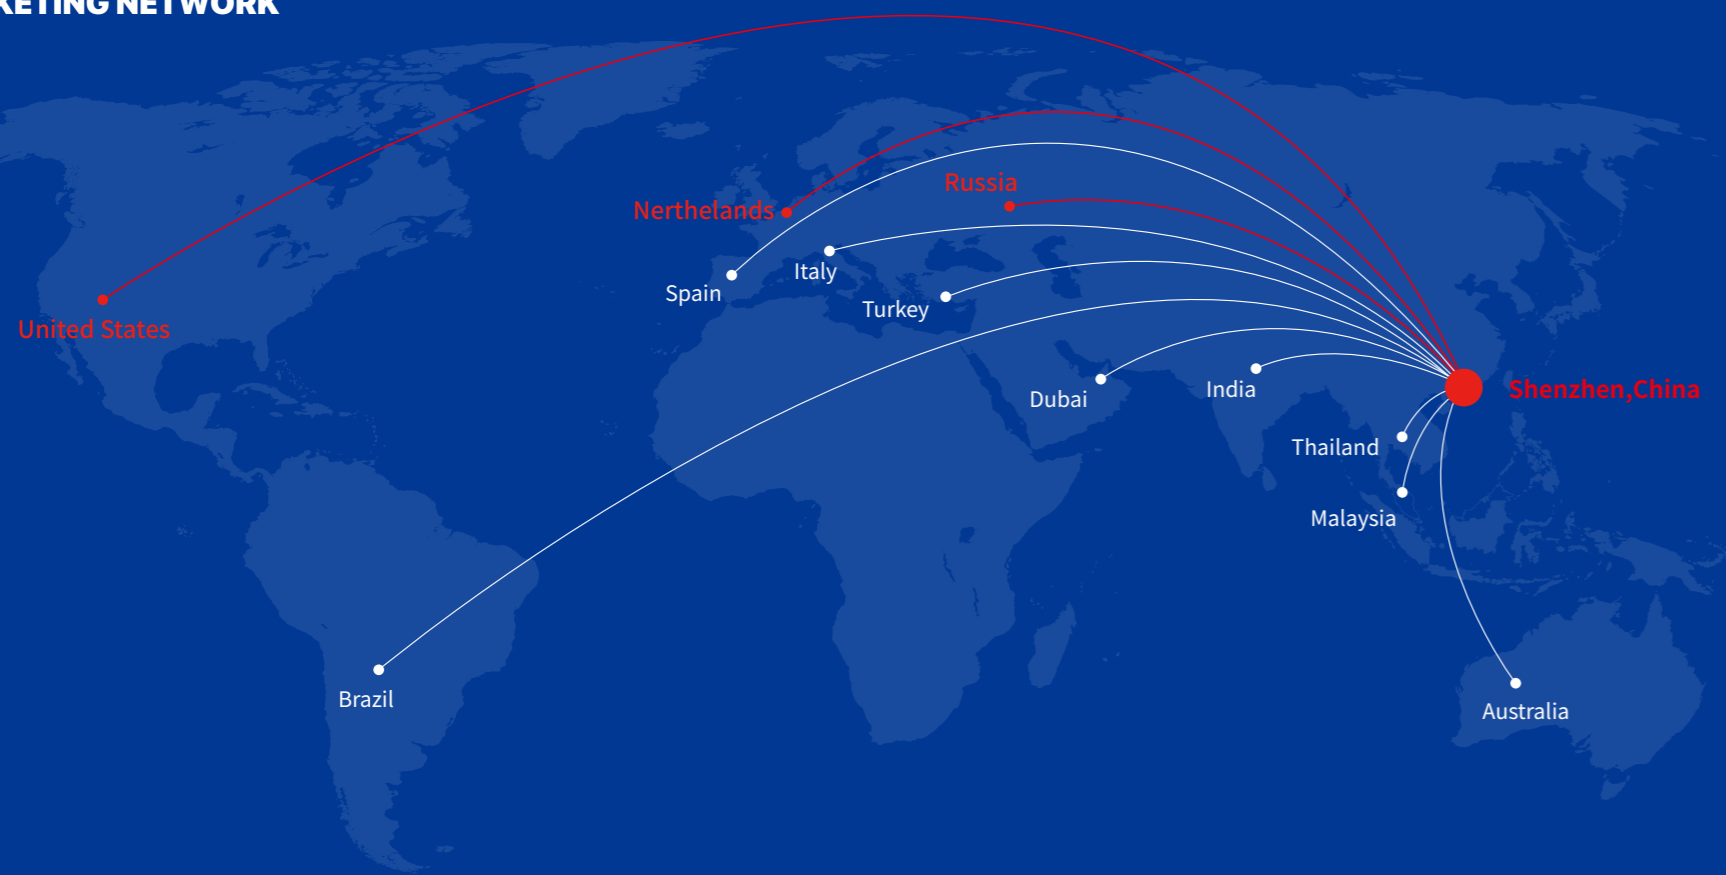 KETING NETWORK
Russia
Nerthelands
Italy
Spain
Turkey
United States
Dubai
India
Shenzhen,China
Thailand
Malaysia
Brazil
Australia